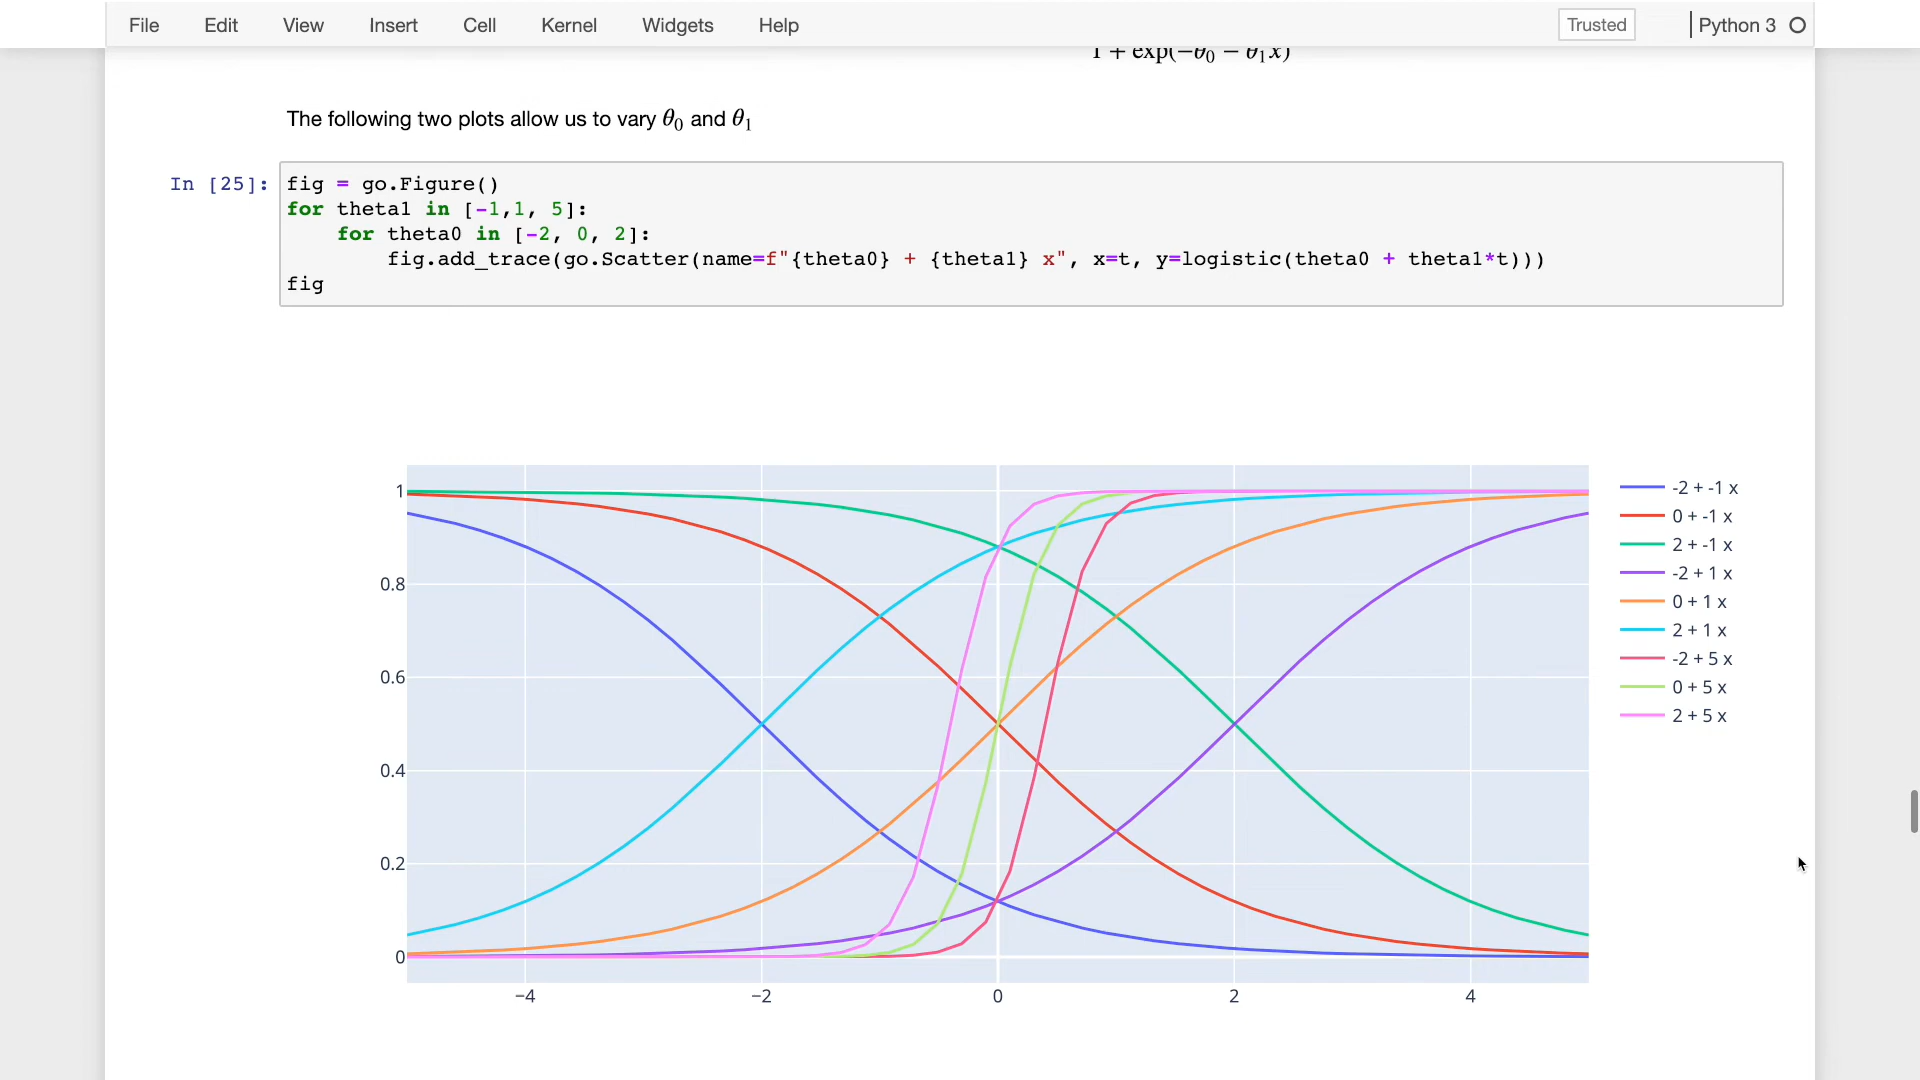 File Edit View Insert Cell Kernel Widgets Help Trusted Python 3
1 + exp(−θ0 − θ1x)
The following two plots allow us to vary θ0 and θ1
In [25]:
fig = go.Figure()
for theta1 in [-1,1, 5]:
    for theta0 in [-2, 0, 2]:
        fig.add_trace(go.Scatter(name=f"{theta0} + {theta1} x", x=t, y=logistic(theta0 + theta1*t)))
fig
1
0.8
0.6
0.4
0.2
0
−4 −2 0 2 4
-2 + -1 x
0 + -1 x
2 + -1 x
-2 + 1 x
0 + 1 x
2 + 1 x
-2 + 5 x
0 + 5 x
2 + 5 x